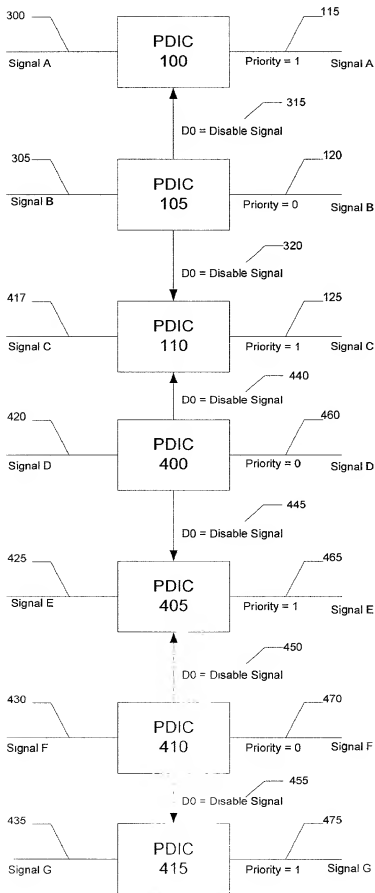 300
115
PDIC
100
Signal A
Priority = 1
Signal A
315
D0 = Disable Signal
305
120
PDIC
105
Signal B
Priority = 0
Signal B
320
D0 = Disable Signal
417
125
PDIC
110
Signal C
Priority = 1
Signal C
440
D0 = Disable Signal
420
460
PDIC
400
Signal D
Priority = 0
Signal D
445
D0 = Disable Signal
425
465
PDIC
405
Signal E
Priority = 1
Signal E
450
D0 = Disable Signal
430
470
PDIC
410
Signal F
Priority = 0
Signal F
455
D0 = Disable Signal
435
475
PDIC
415
Signal G
Priority = 1
Signal G